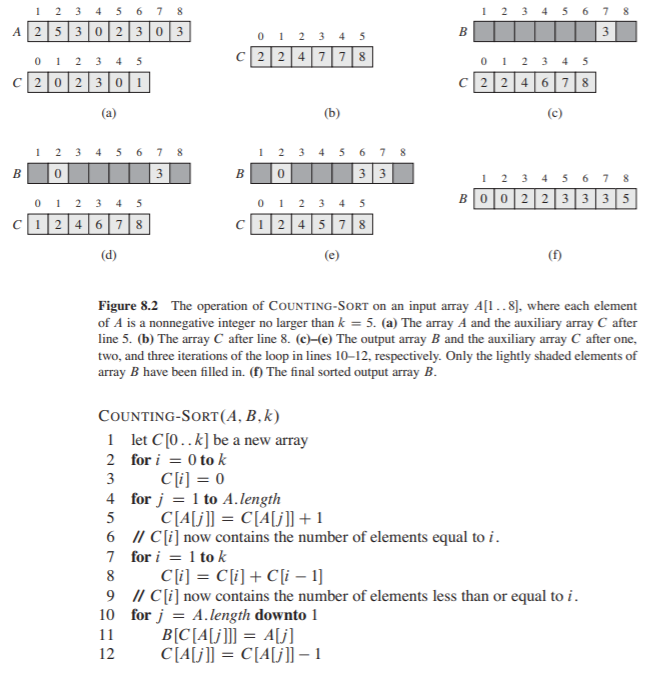 1 2 3 4 5 6 7 8
A 2 5 3 0 2 3 0 3
0 1 2 3 4 5
C 2 0 2 3 0 1
(a)
0 1 2 3 4 5
C 2 2 4 7 7 8
(b)
1 2 3 4 5 6 7 8
B 3
0 1 2 3 4 5
C 2 2 4 6 7 8
(c)
1 2 3 4 5 6 7 8
B 0 3
0 1 2 3 4 5
C 1 2 4 6 7 8
(d)
1 2 3 4 5 6 7 8
B 0 3 3
0 1 2 3 4 5
C 1 2 4 5 7 8
(e)
1 2 3 4 5 6 7 8
B 0 0 2 2 3 3 3 5
(f)
Figure 8.2 The operation of COUNTING-SORT on an input array A[1 . . 8], where each element
of A is a nonnegative integer no larger than k = 5. (a) The array A and the auxiliary array C after
line 5. (b) The array C after line 8. (c)–(e) The output array B and the auxiliary array C after one,
two, and three iterations of the loop in lines 10–12, respectively. Only the lightly shaded elements of
array B have been filled in. (f) The final sorted output array B.
COUNTING-SORT(A, B, k)
1 let C[0 . . k] be a new array
2 for i = 0 to k
3 C[i] = 0
4 for j = 1 to A.length
5 C[A[j]] = C[A[j]] + 1
6 // C[i] now contains the number of elements equal to i.
7 for i = 1 to k
8 C[i] = C[i] + C[i − 1]
9 // C[i] now contains the number of elements less than or equal to i.
10 for j = A.length downto 1
11 B[C[A[j]]] = A[j]
12 C[A[j]] = C[A[j]] − 1